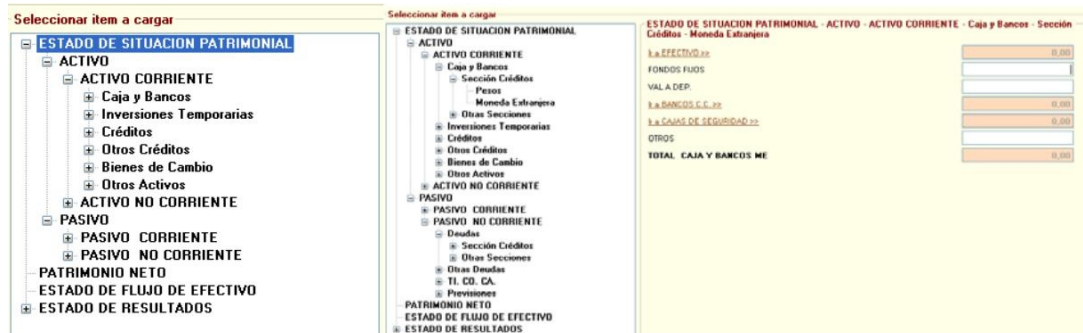 Seleccionar item a cargar
ESTADO DE SITUACION PATRIMONIAL
ACTIVO
ACTIVO CORRIENTE
Caja y Bancos
Inversiones Temporarias
Créditos
Otros Créditos
Bienes de Cambio
Otros Activos
ACTIVO NO CORRIENTE
PASIVO
PASIVO CORRIENTE
PASIVO NO CORRIENTE
PATRIMONIO NETO
ESTADO DE FLUJO DE EFECTIVO
ESTADO DE RESULTADOS
Seleccionar item a cargar
ESTADO DE SITUACION PATRIMONIAL
ACTIVO
ACTIVO CORRIENTE
Caja y Bancos
Sección Créditos
Pesos
Moneda Extranjera
Otras Secciones
Inversiones Temporarias
Créditos
Otros Créditos
Bienes de Cambio
Otros Activos
ACTIVO NO CORRIENTE
PASIVO
PASIVO CORRIENTE
PASIVO NO CORRIENTE
Deudas
Sección Créditos
Otras Secciones
Otras Deudas
TI. CO. CA.
Previsiones
PATRIMONIO NETO
ESTADO DE FLUJO DE EFECTIVO
ESTADO DE RESULTADOS
ESTADO DE SITUACION PATRIMONIAL - ACTIVO - ACTIVO CORRIENTE - Caja y Bancos - Sección
Créditos - Moneda Extranjera
Ir a EFECTIVO >> 0,00
FONDOS FIJOS
VAL A DEP.
Ir a BANCOS C.C. >> 0,00
Ir a CAJAS DE SEGURIDAD >> 0,00
OTROS
TOTAL CAJA Y BANCOS ME 0,00